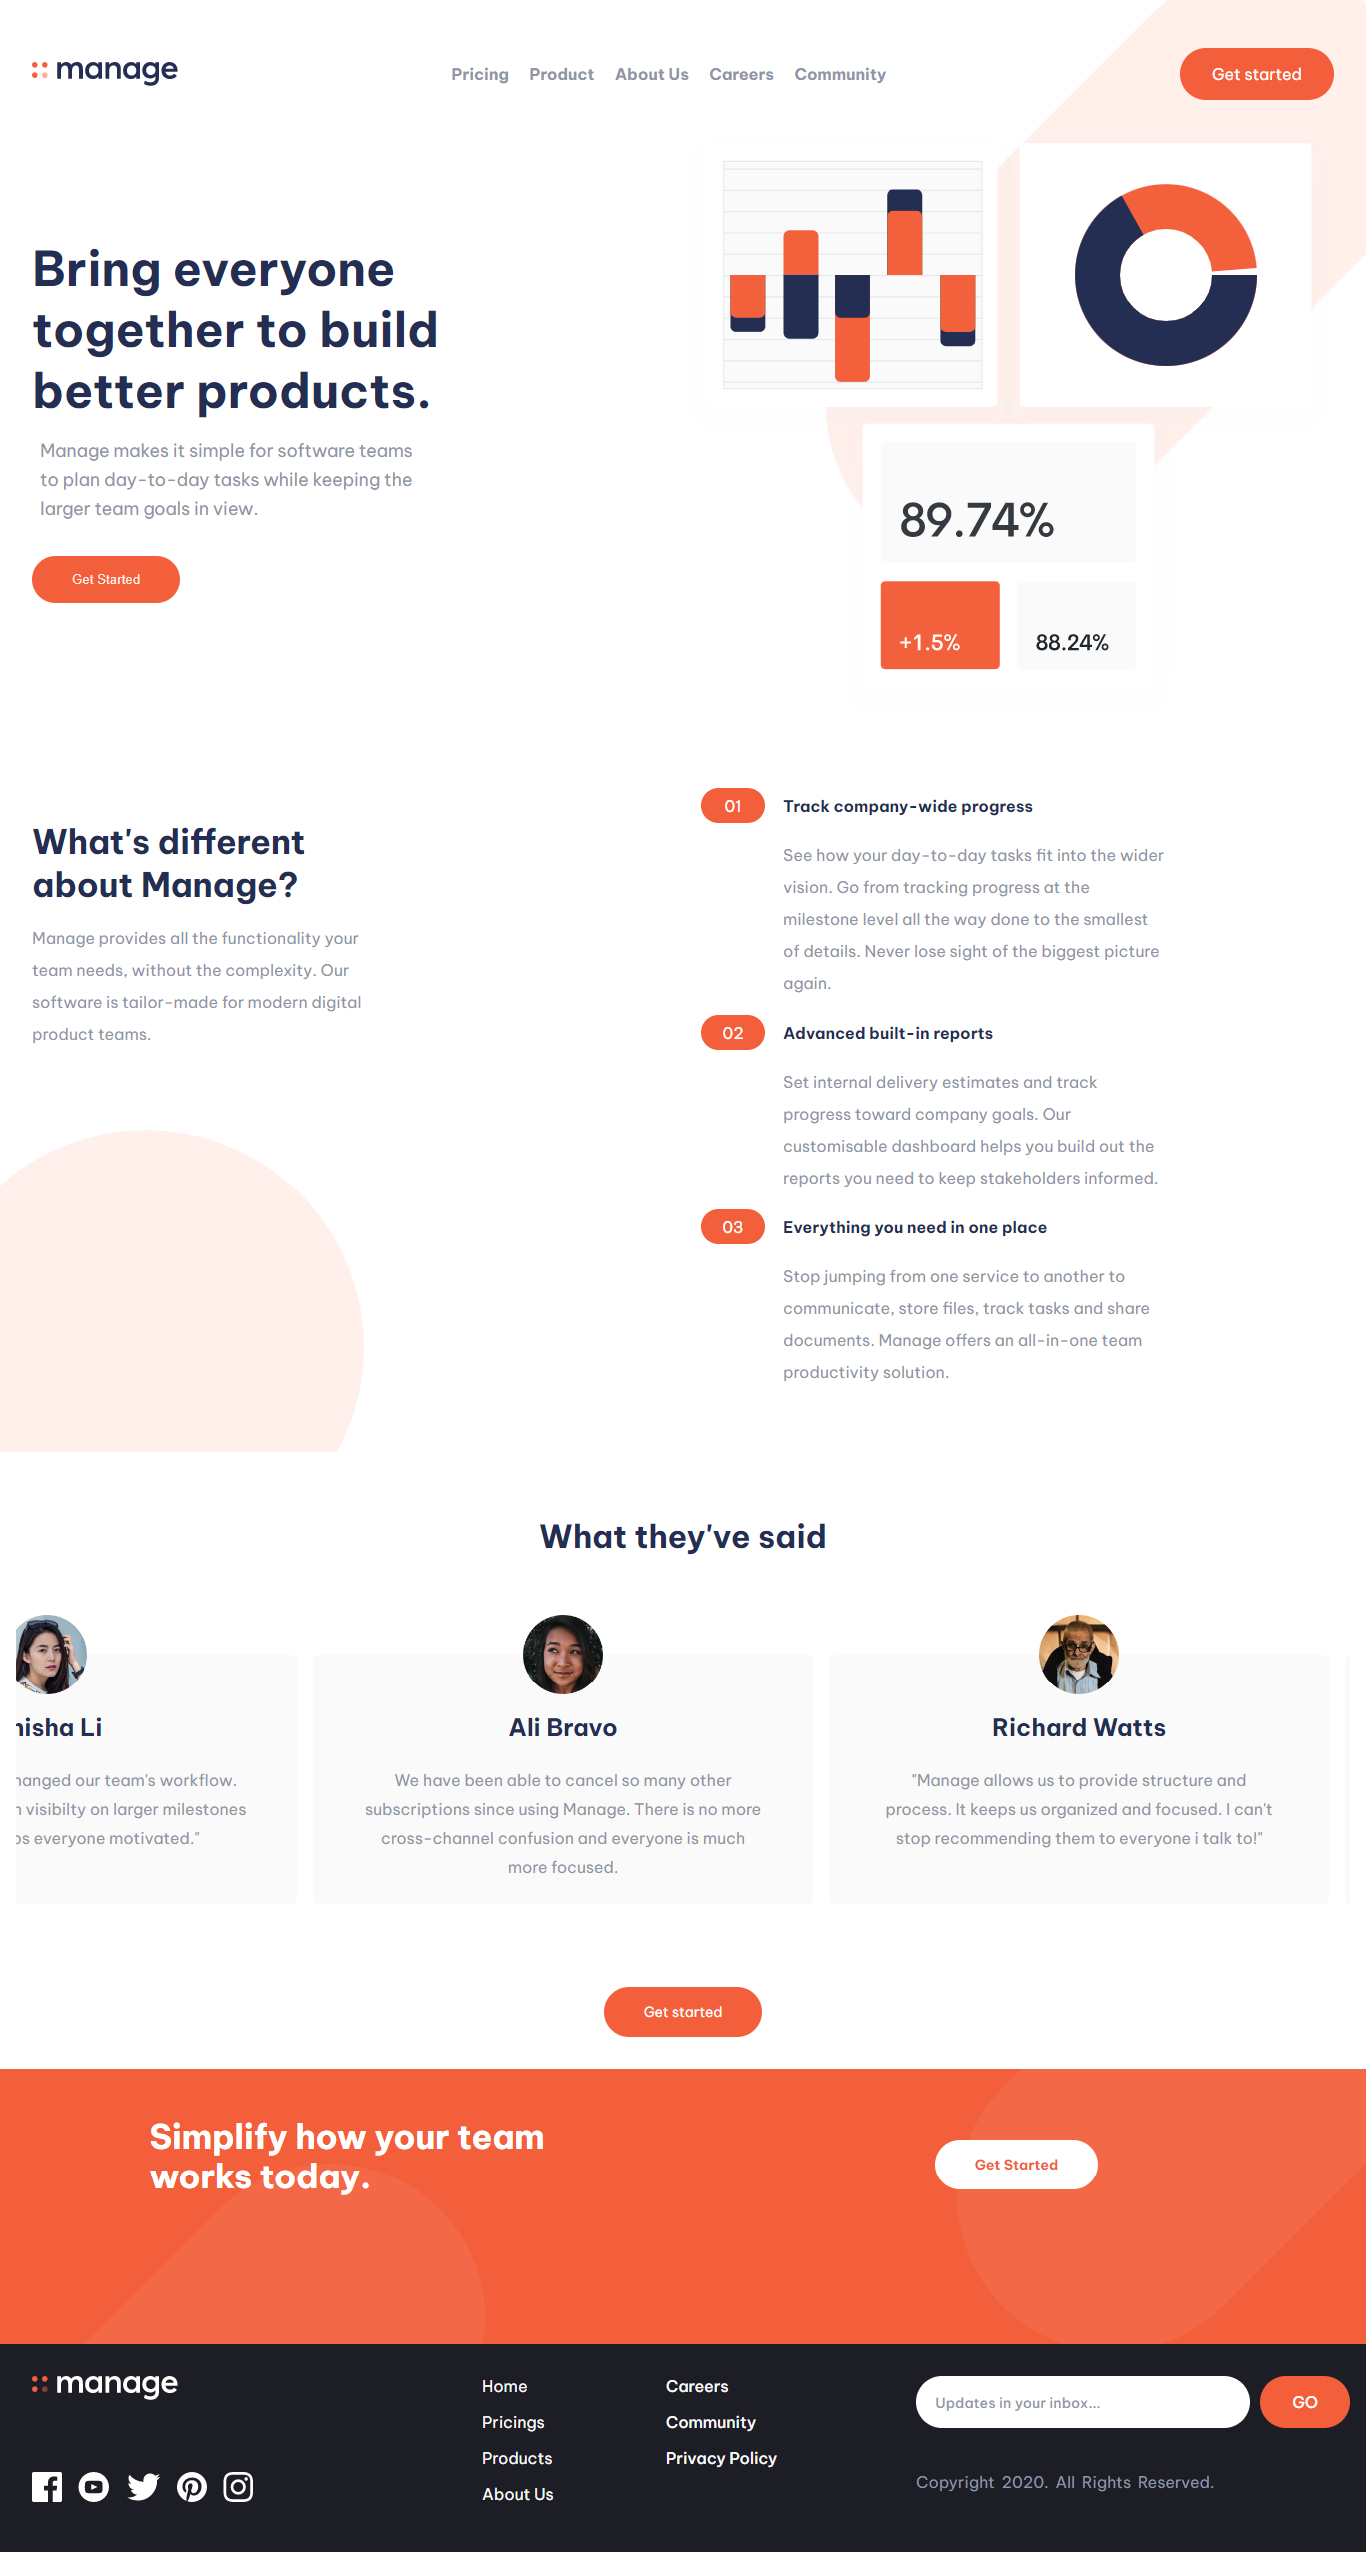 manage
Pricing Product About Us Careers Community
Get started
Bring everyone
together to build
better products.
Manage makes it simple for software teams
to plan day-to-day tasks while keeping the
larger team goals in view.
Get Started
89.74%
+1.5%
88.24%
What's different
about Manage?
Manage provides all the functionality your
team needs, without the complexity. Our
software is tailor-made for modern digital
product teams.
01 Track company-wide progress
See how your day-to-day tasks fit into the wider
vision. Go from tracking progress at the
milestone level all the way done to the smallest
of details. Never lose sight of the biggest picture
again.
02 Advanced built-in reports
Set internal delivery estimates and track
progress toward company goals. Our
customisable dashboard helps you build out the
reports you need to keep stakeholders informed.
03 Everything you need in one place
Stop jumping from one service to another to
communicate, store files, track tasks and share
documents. Manage offers an all-in-one team
productivity solution.
What they've said
Li
our team's workflow.
visibilty on larger milestones
everyone motivated."
Ali Bravo
We have been able to cancel so many other
subscriptions since using Manage. There is no more
cross-channel confusion and everyone is much
more focused.
Richard Watts
"Manage allows us to provide structure and
process. It keeps us organized and focused. I can't
stop recommending them to everyone i talk to!"
Get started
Simplify how your team
works today.
Get Started
manage
Home
Pricings
Products
About Us
Careers
Community
Privacy Policy
Updates in your inbox...
GO
Copyright 2020. All Rights Reserved.